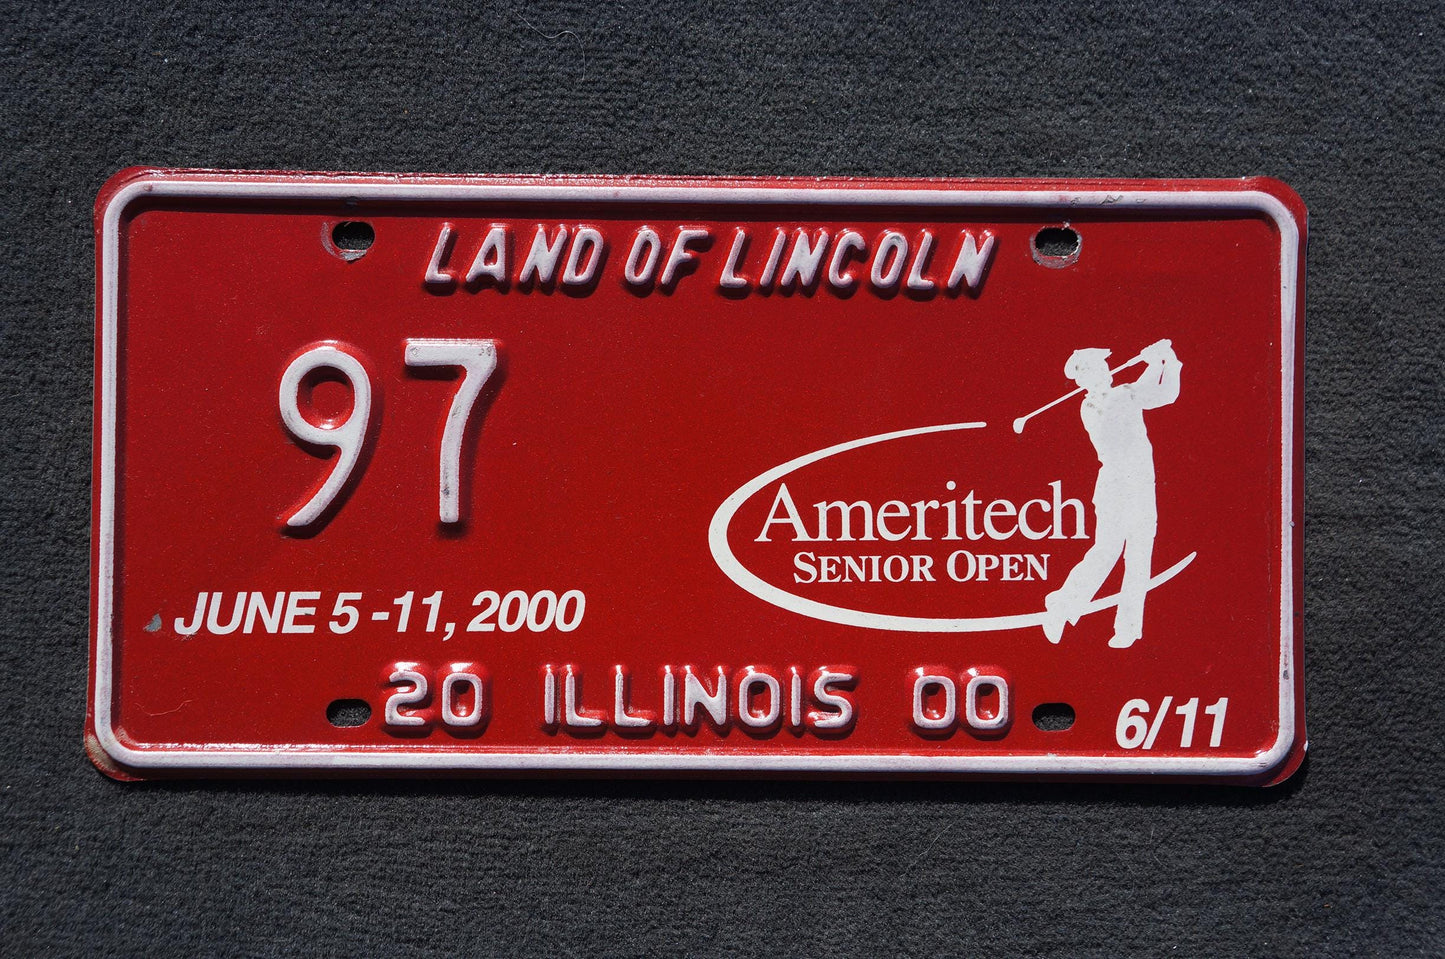 LAND OF LINCOLN
97
Ameritech
SENIOR OPEN
JUNE 5 -11, 2000
20 ILLINOIS 00
6/11